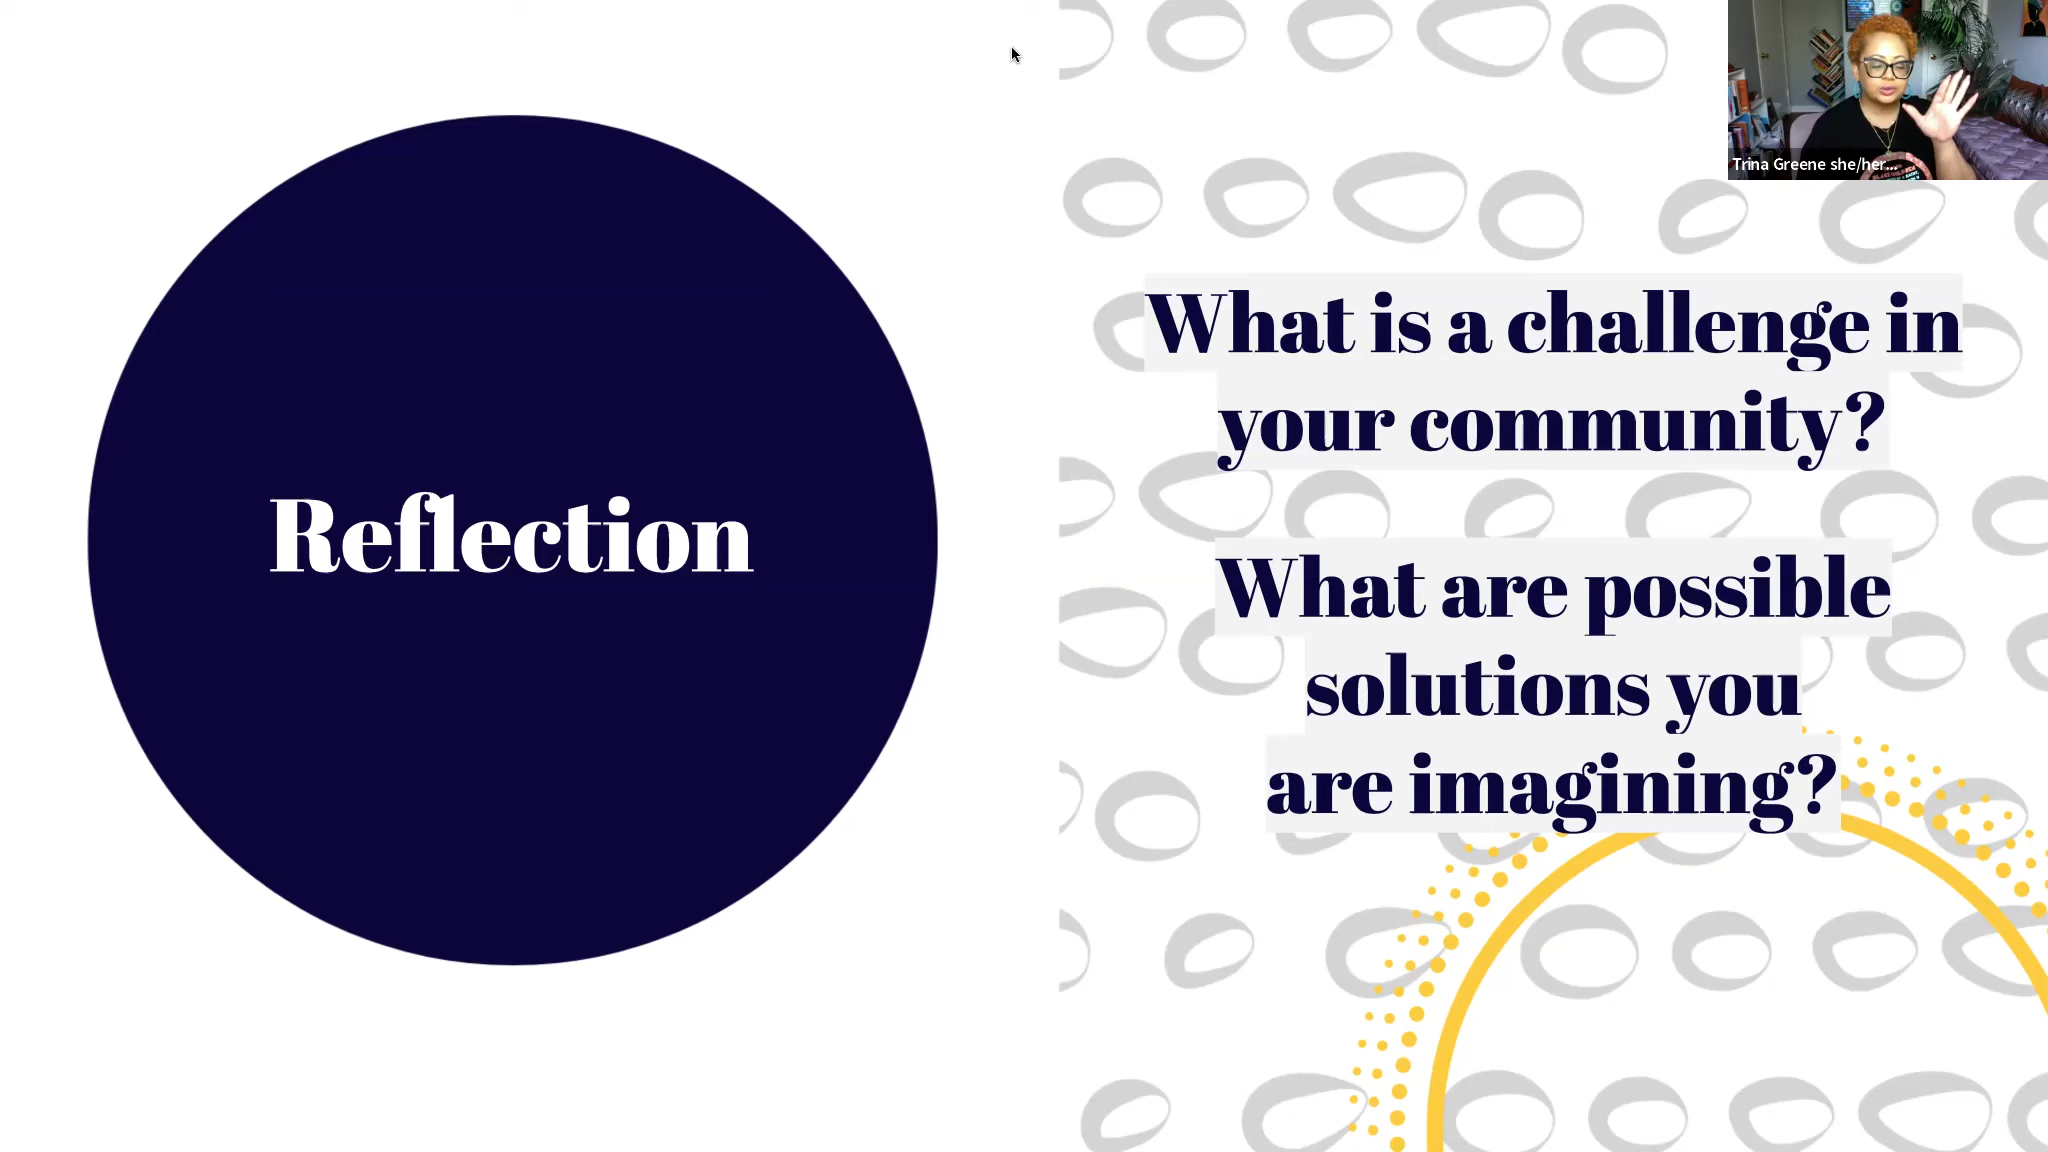 Trina Greene she/her...
Reflection
What is a challenge in
your community?
What are possible
solutions you
are imagining?